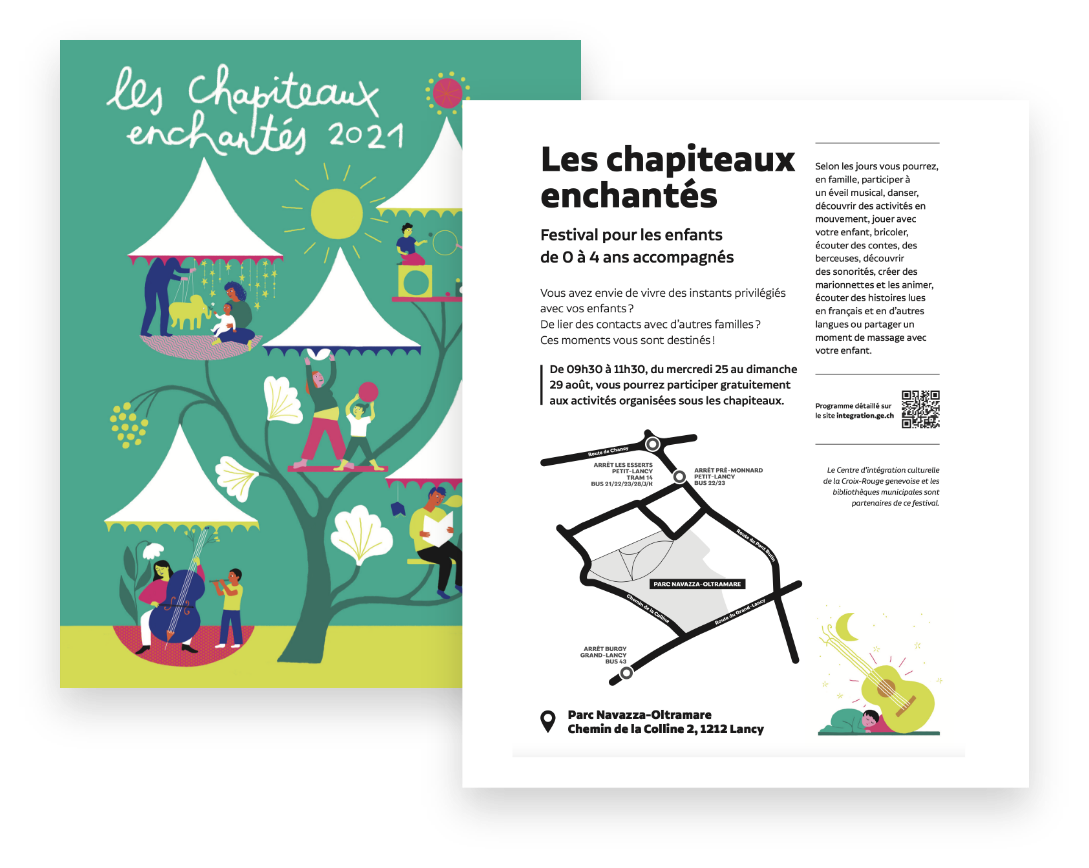 les chapiteaux
enchantés 2021
Les chapiteaux
enchantés
Festival pour les enfants
de 0 à 4 ans accompagnés
Vous avez envie de vivre des instants privilégiés
avec vos enfants ?
De lier des contacts avec d'autres familles ?
Ces moments vous sont destinés !
De 09h30 à 11h30, du mercredi 25 au dimanche
29 août, vous pourrez participer gratuitement
aux activités organisées sous les chapiteaux.
Route de Chancy
ARRÊT LES ESSERTS
PETIT-LANCY
TRAM 14
BUS 21/22/23/28/J/K
ARRÊT PRÉ-MONNARD
PETIT-LANCY
BUS 22/23
Route du Pont Butin
PARC NAVAZZA-OLTRAMARE
Chemin de la Colline
Route du Grand-Lancy
ARRÊT BURGY
GRAND-LANCY
BUS 43
Parc Navazza-Oltramare
Chemin de la Colline 2, 1212 Lancy
Selon les jours vous pourrez,
en famille, participer à
un éveil musical, danser,
découvrir des activités en
mouvement, jouer avec
votre enfant, bricoler,
écouter des contes, des
berceuses, découvrir
des sonorités, créer des
marionnettes et les animer,
écouter des histoires lues
en français et en d'autres
langues ou partager un
moment de massage avec
votre enfant.
Programme détaillé sur
le site integration.ge.ch
Le Centre d'intégration culturelle
de la Croix-Rouge genevoise et les
bibliothèques municipales sont
partenaires de ce festival.